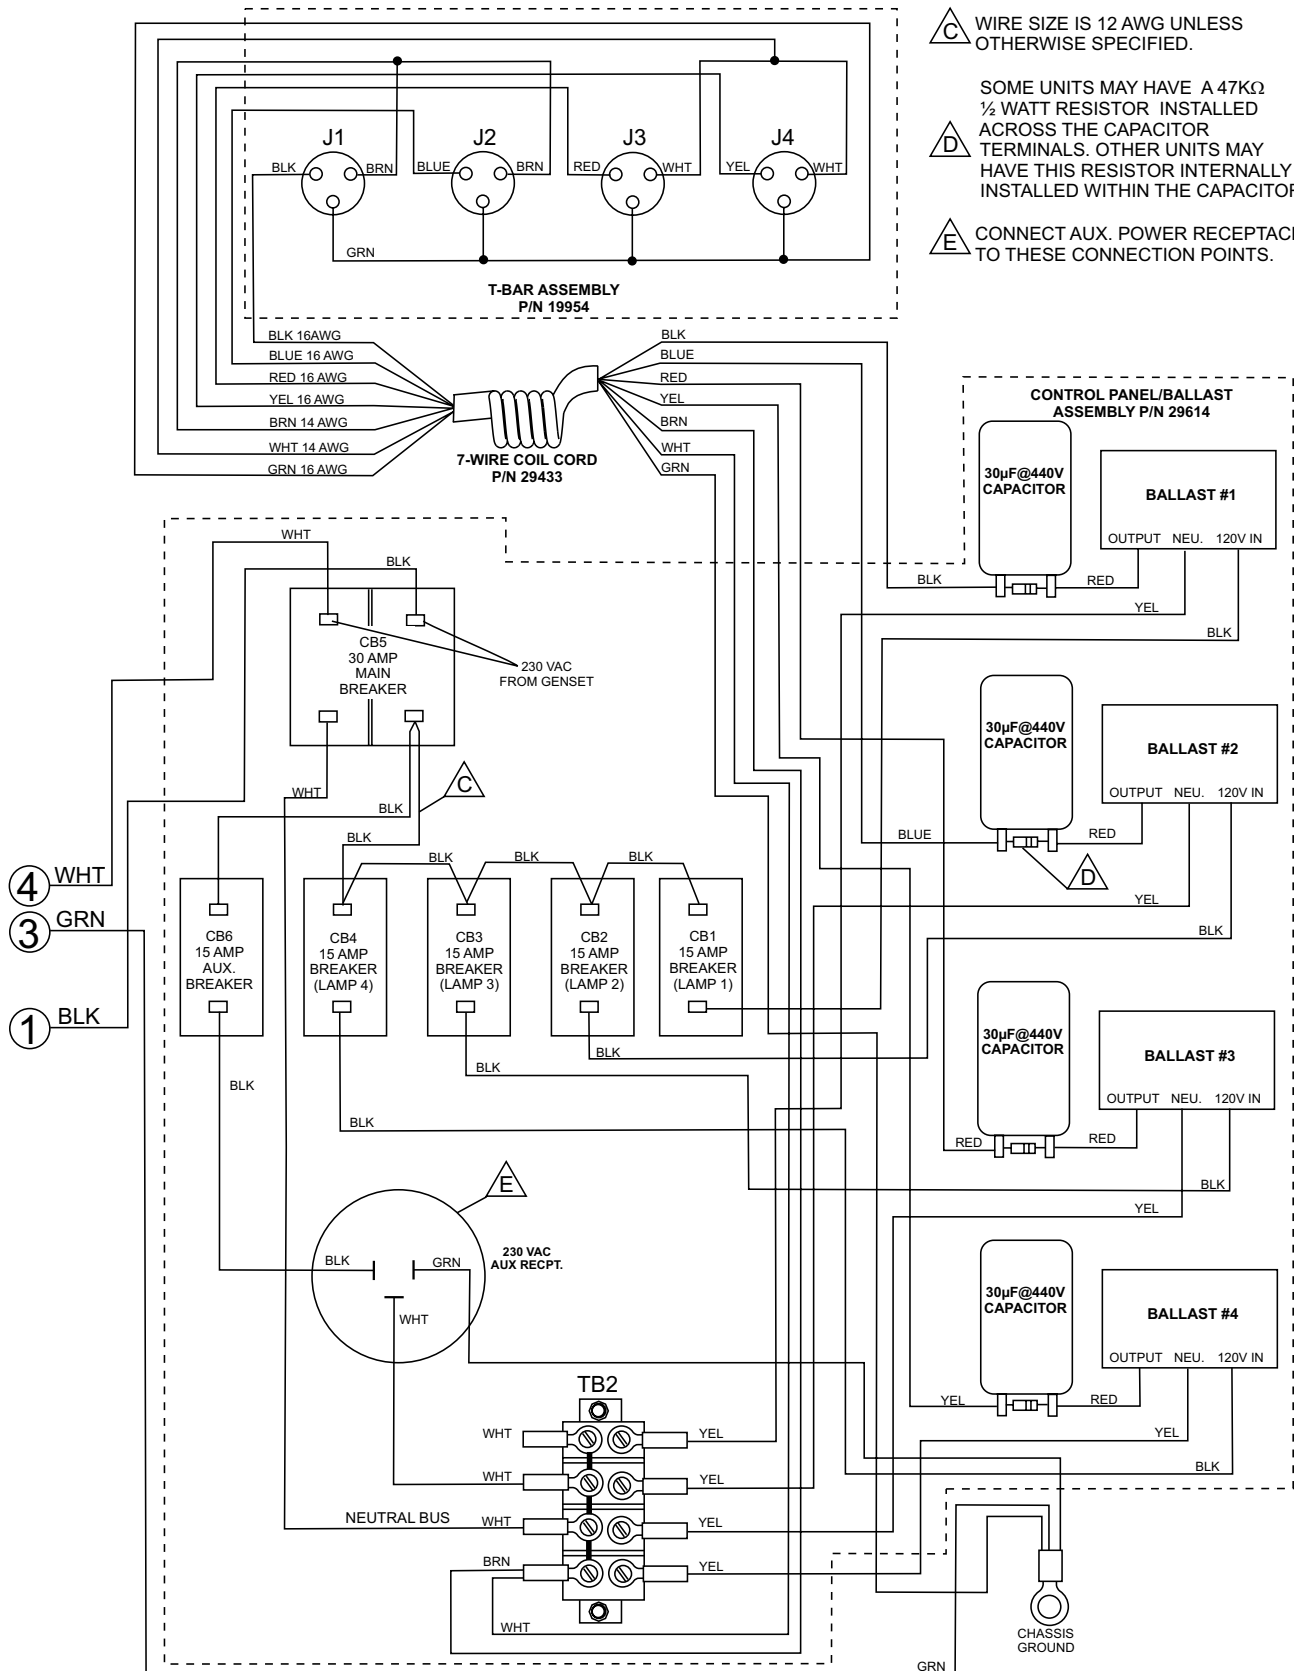 C WIRE SIZE IS 12 AWG UNLESS
OTHERWISE SPECIFIED.
SOME UNITS MAY HAVE A 47KΩ
½ WATT RESISTOR INSTALLED
D ACROSS THE CAPACITOR
TERMINALS. OTHER UNITS MAY
HAVE THIS RESISTOR INTERNALLY
INSTALLED WITHIN THE CAPACITOR
E CONNECT AUX. POWER
TO THESE CONNECTION POINTS.
J1 J2 J3 J4
BLK BRN BLUE BRN RED WHT YEL WHT
GRN
T-BAR ASSEMBLY
P/N 19954
BLK 16AWG
BLUE 16 AWG
RED 16 AWG
YEL 16 AWG
BRN 14 AWG
WHT 14 AWG
GRN 16 AWG
7-WIRE COIL CORD
P/N 29433
BLK
BLUE
RED
YEL
BRN
WHT
GRN
CONTROL PANEL/BALLAST
ASSEMBLY P/N 29614
30µF@440V
CAPACITOR
BALLAST #1
OUTPUT NEU. 120V IN
BLK RED
YEL
BLK
30µF@440V
CAPACITOR
BALLAST #2
OUTPUT NEU. 120V IN
BLUE RED
D
YEL
BLK
30µF@440V
CAPACITOR
BALLAST #3
OUTPUT NEU. 120V IN
RED RED
BLK
YEL
30µF@440V
CAPACITOR
BALLAST #4
OUTPUT NEU. 120V IN
YEL RED
YEL
BLK
WHT
BLK
CB5
30 AMP
MAIN
BREAKER
230 VAC
FROM GENSET
WHT
BLK
C
BLK
BLK BLK BLK
4 WHT
3 GRN
1 BLK
CB6
15 AMP
AUX.
BREAKER
CB4
15 AMP
BREAKER
(LAMP 4)
CB3
15 AMP
BREAKER
(LAMP 3)
CB2
15 AMP
BREAKER
(LAMP 2)
CB1
15 AMP
BREAKER
(LAMP 1)
BLK
BLK
BLK
BLK
E
230 VAC
AUX RECPT.
BLK GRN
WHT
TB2
WHT YEL
WHT YEL
NEUTRAL BUS WHT YEL
BRN YEL
WHT
CHASSIS
GROUND
GRN